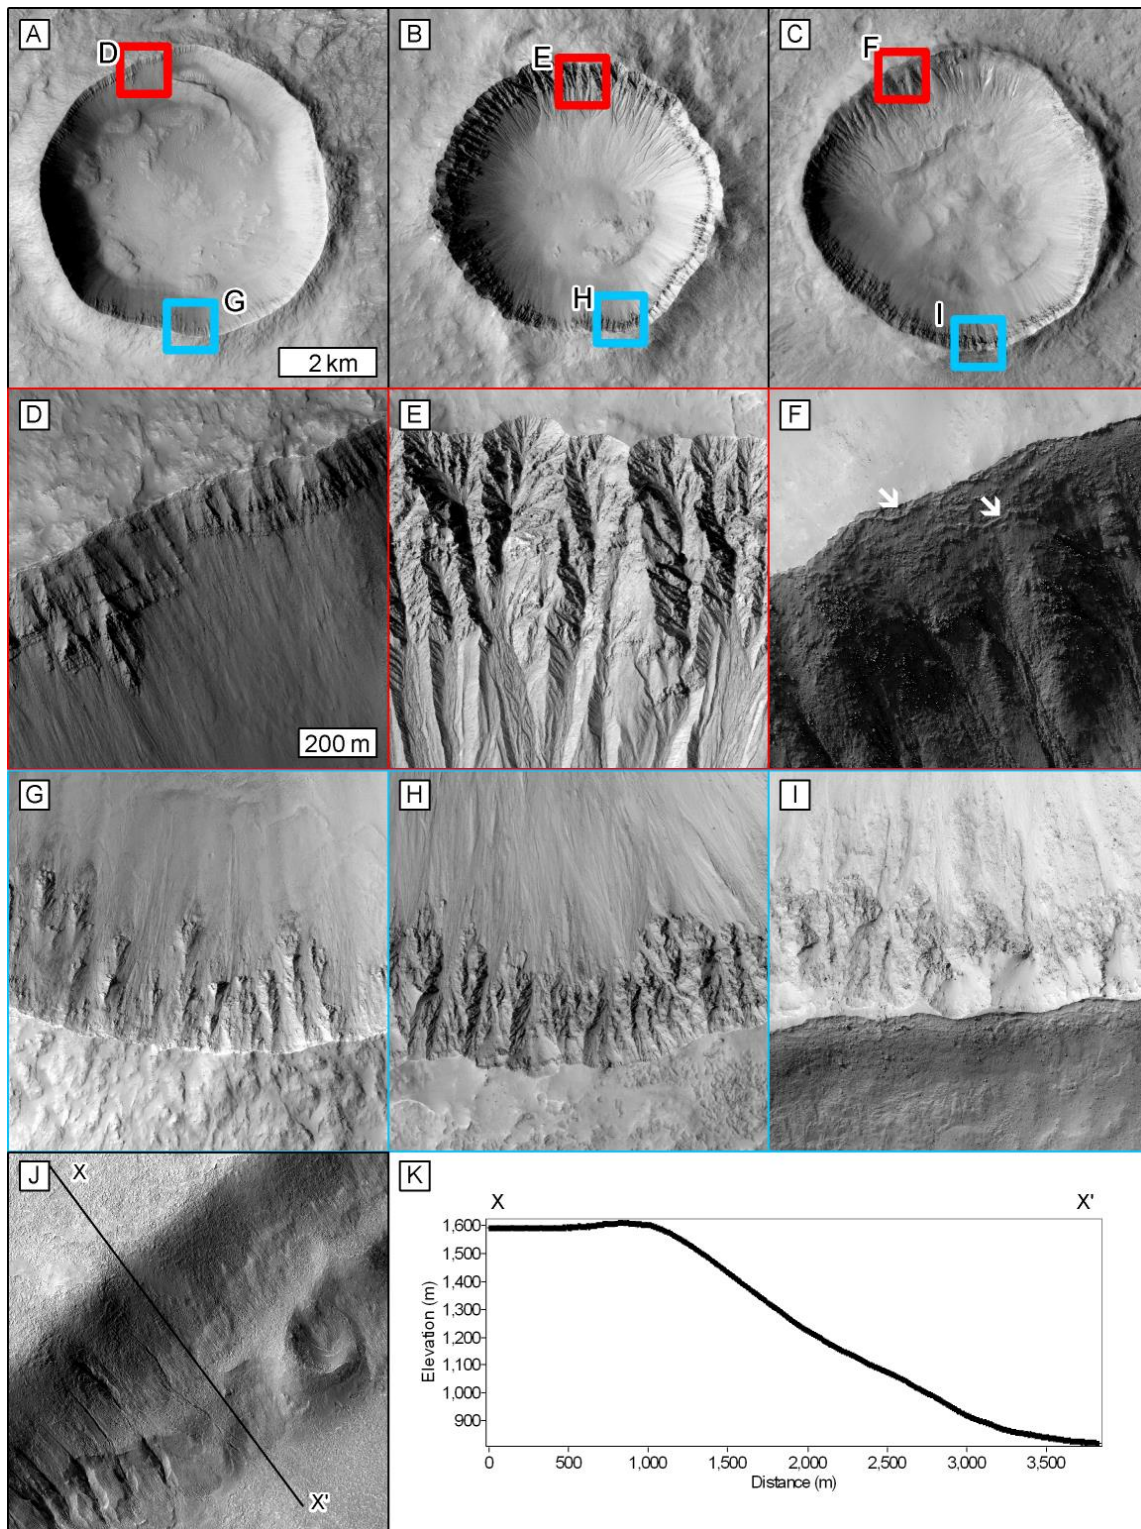 A
D
G
2 km
B
E
H
C
F
I
D
200 m
E
F
G
H
I
J
X
X'
K
X
X'
1,600
1,500
1,400
1,300
1,200
1,100
1,000
900
Elevation (m)
0
500
1,000
1,500
2,000
2,500
3,000
3,500
Distance (m)